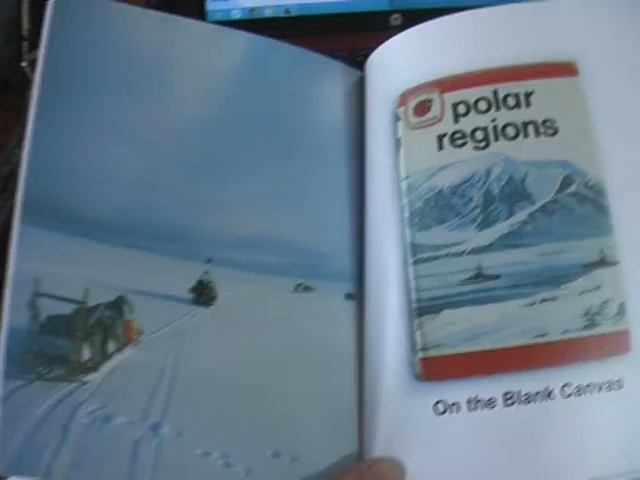 polar
regions
On the Blank Canvas